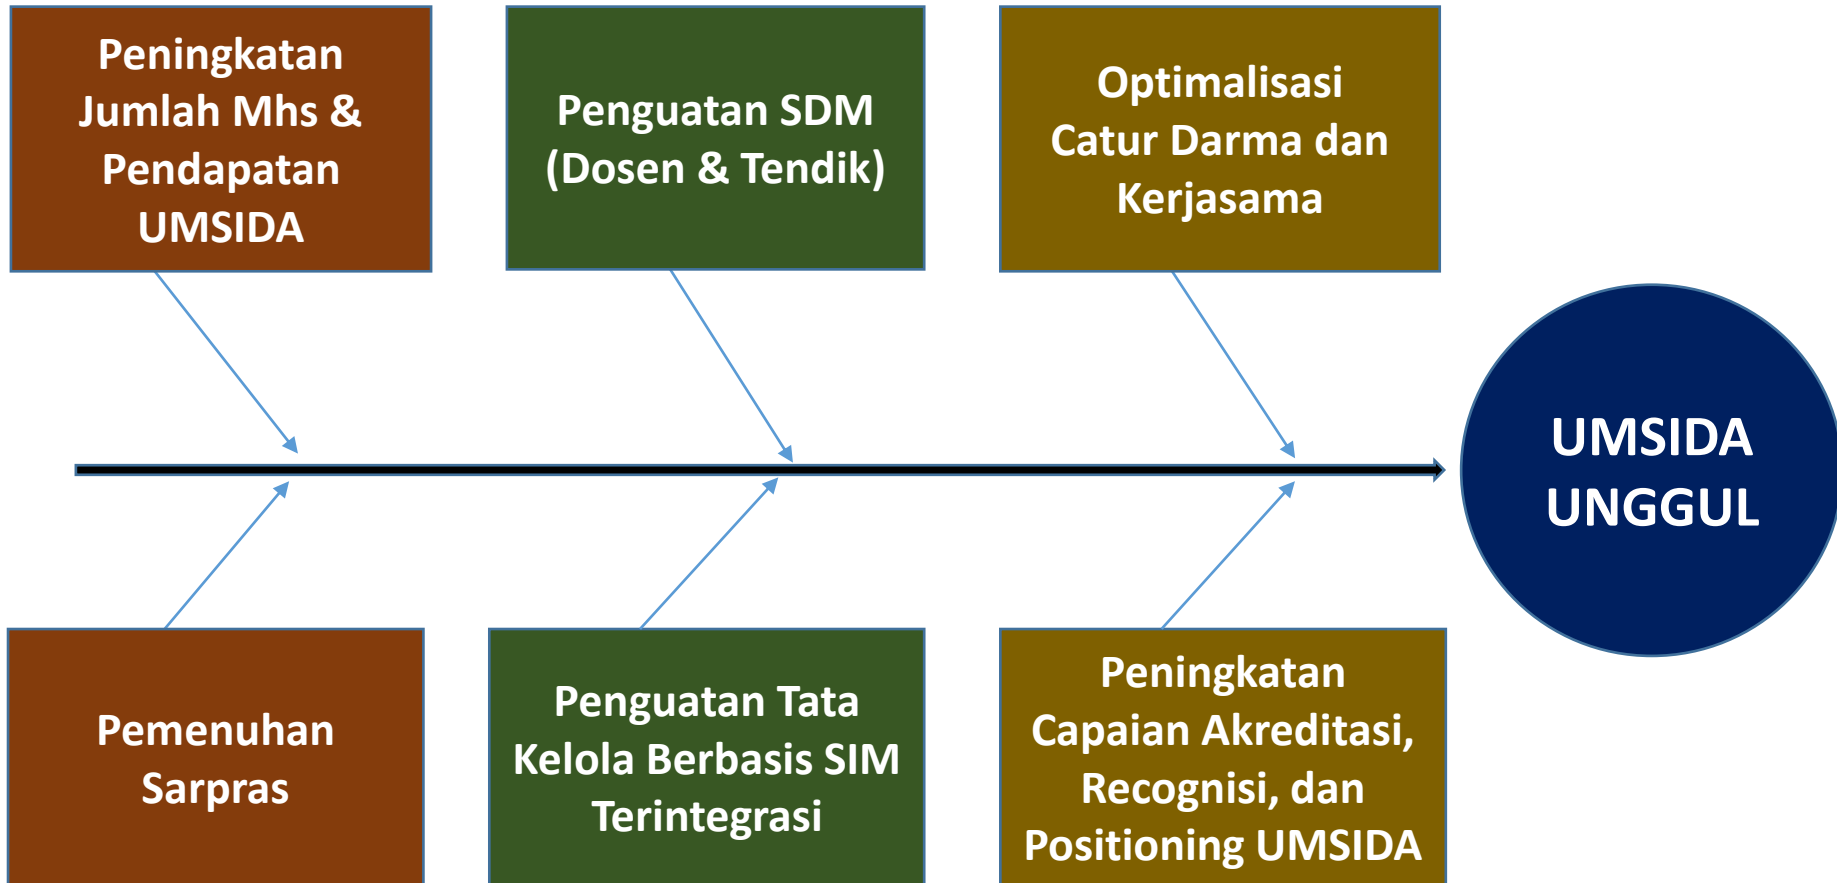 Peningkatan
Jumlah Mhs &
Pendapatan
UMSIDA
Penguatan SDM
(Dosen & Tendik)
Optimalisasi
Catur Darma dan
Kerjasama
UMSIDA
UNGGUL
Pemenuhan
Sarpras
Penguatan Tata
Kelola Berbasis SIM
Terintegrasi
Peningkatan
Capaian Akreditasi,
Recognisi, dan
Positioning UMSIDA